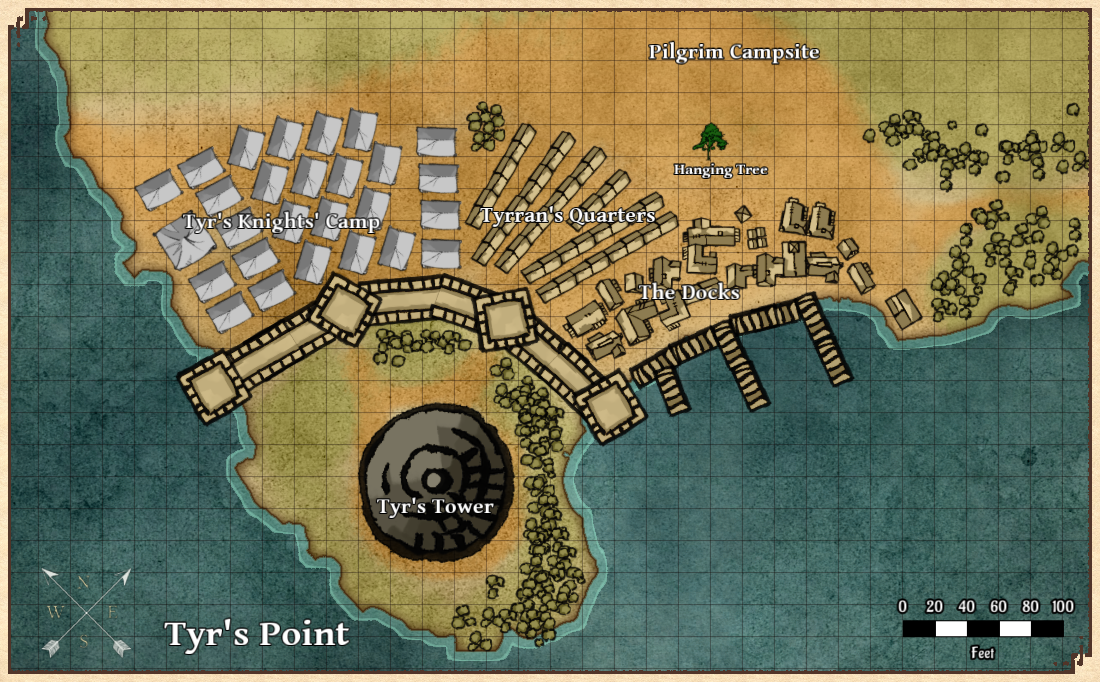 Pilgrim Campsite
Hanging Tree
Tyr's Knights' Camp
Tyrran's Quarters
The Docks
Tyr's Tower
N
W E
S
Tyr's Point
0 20 40 60 80 100
Feet